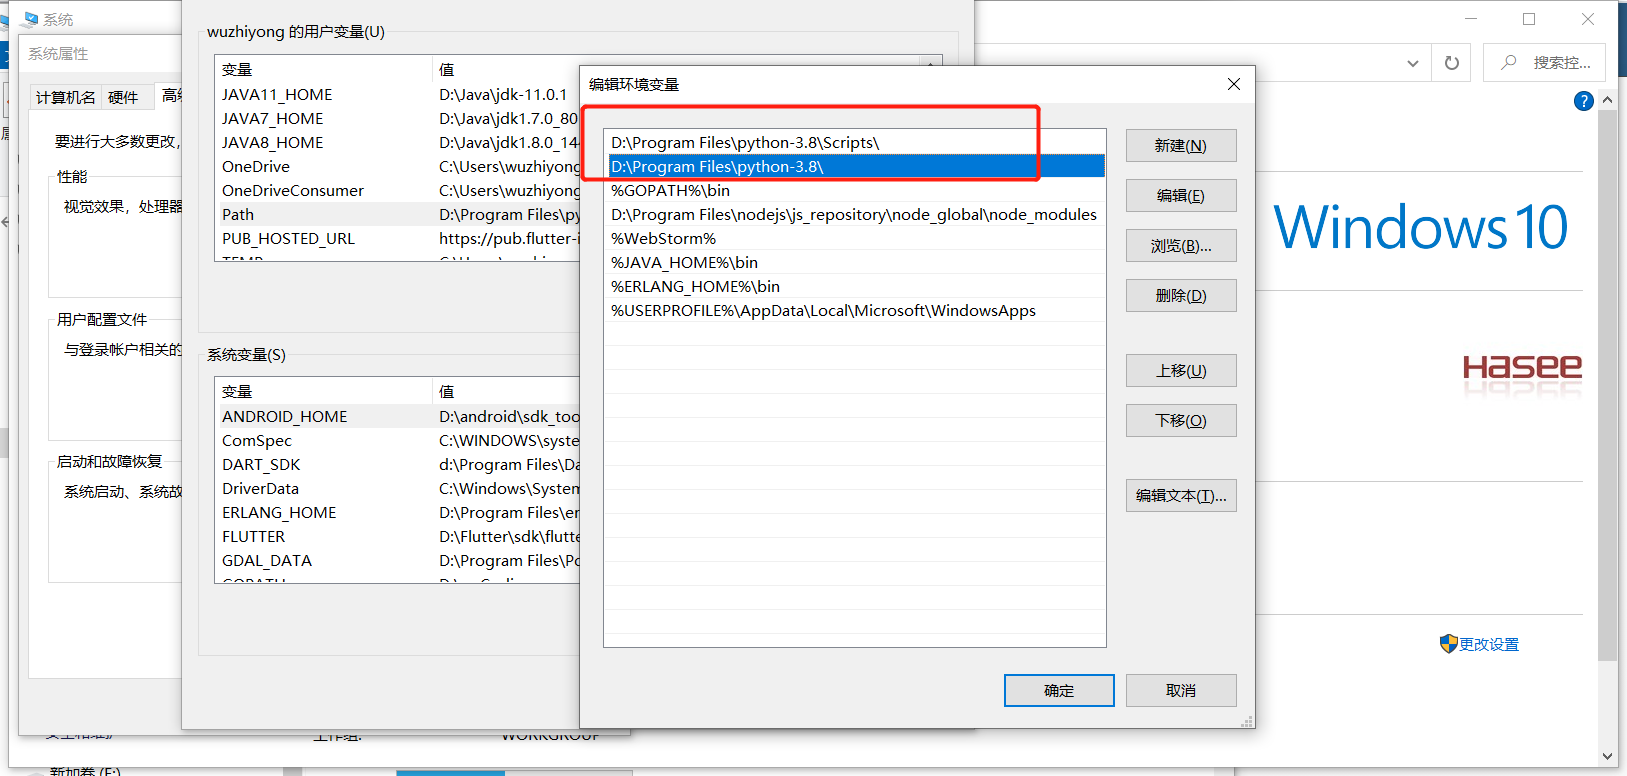 系统
系统属性
计算机名
硬件
要进行大多数更改，
性能
视觉效果，处理器
用户配置文件
与登录帐户相关的
启动和故障恢复
系统启动、系统故
wuzhiyong 的用户变量(U)
变量 值
JAVA11_HOME D:\Java\jdk-11.0.1
JAVA7_HOME D:\Java\jdk1.7.0_80
JAVA8_HOME D:\Java\jdk1.8.0_14
OneDrive C:\Users\wuzhiyong
OneDriveConsumer C:\Users\wuzhiyong
Path D:\Program Files\py
PUB_HOSTED_URL https://pub.flutter-i
系统变量(S)
变量 值
ANDROID_HOME D:\android\sdk_too
ComSpec C:\WINDOWS\system
DART_SDK d:\Program Files\Da
DriverData C:\Windows\System
ERLANG_HOME D:\Program Files\er
FLUTTER D:\Flutter\sdk\flutte
GDAL_DATA D:\Program Files\Po
编辑环境变量
D:\Program Files\python-3.8\Scripts\
D:\Program Files\python-3.8\
%GOPATH%\bin
D:\Program Files\nodejs\js_repository\node_global\node_modules
%WebStorm%
%JAVA_HOME%\bin
%ERLANG_HOME%\bin
%USERPROFILE%\AppData\Local\Microsoft\WindowsApps
新建(N)
编辑(E)
浏览(B)...
删除(D)
上移(U)
下移(O)
编辑文本(T)...
确定
取消
搜索控...
Windows 10
Hasee
更改设置
工作组:
WORKGROUP
新加卷 (E:)